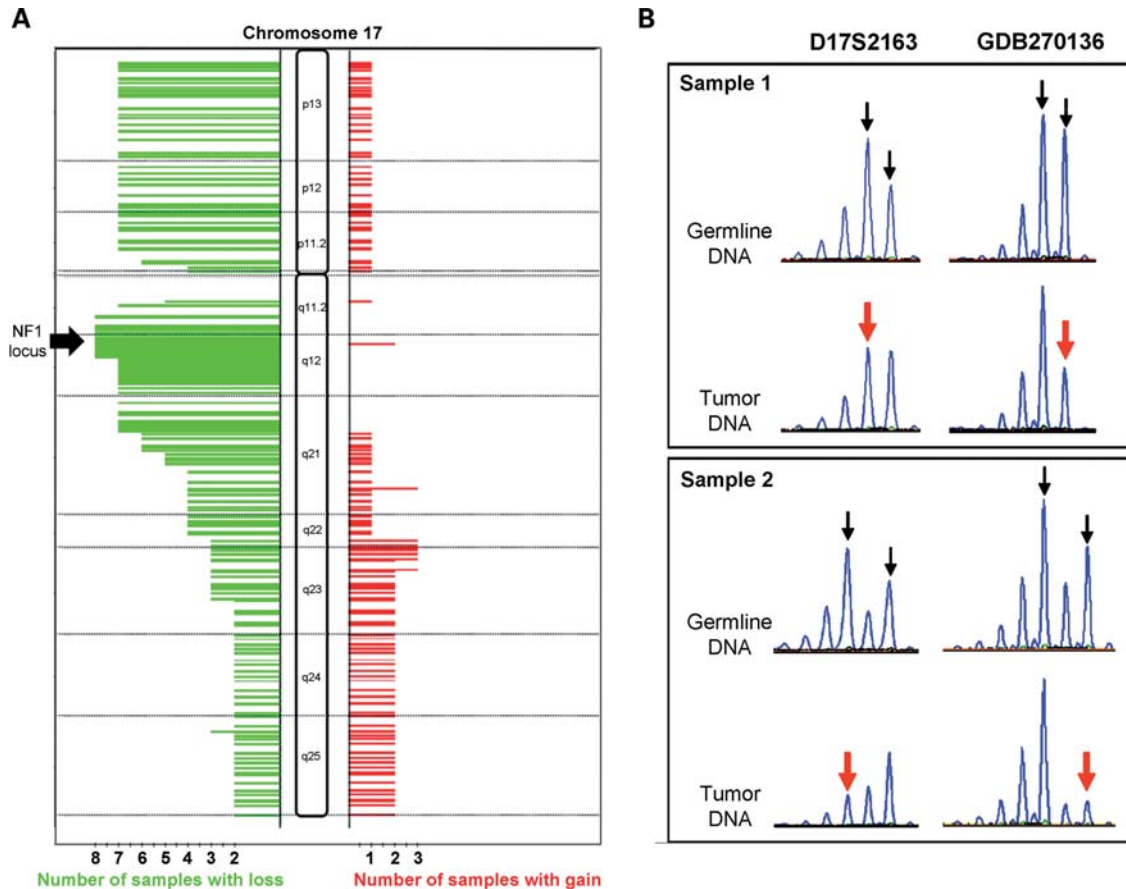 A
Chromosome 17
p13
p12
p11.2
q11.2
NF1
locus
q12
q21
q22
q23
q24
q25
8 7 6 5 4 3 2
1 2 3
Number of samples with loss
Number of samples with gain
B
D17S2163
GDB270136
Sample 1
Germline
DNA
Tumor
DNA
Sample 2
Germline
DNA
Tumor
DNA